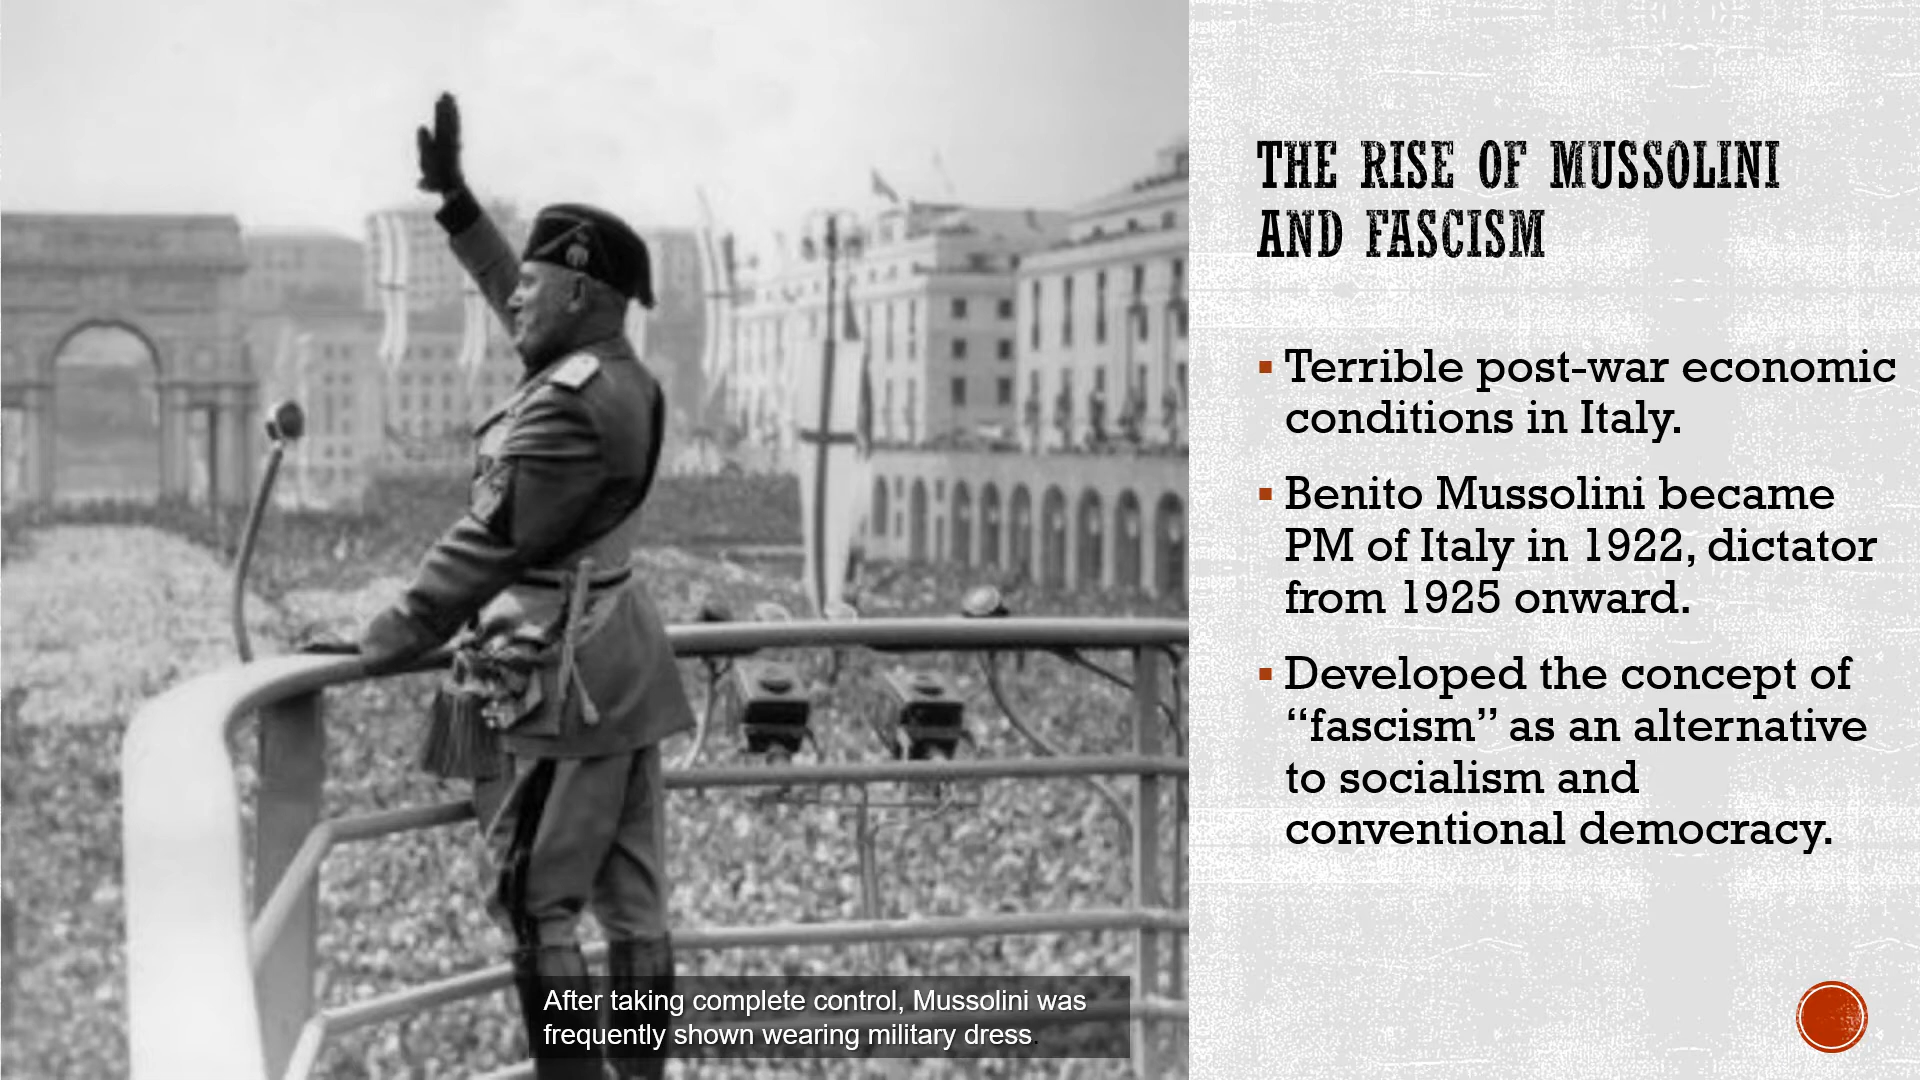 THE RISE OF MUSSOLINI
AND FASCISM
Terrible post-war economic
conditions in Italy.
Benito Mussolini became
PM of Italy in 1922, dictator
from 1925 onward.
Developed the concept of
“fascism” as an alternative
to socialism and
conventional democracy.
After taking complete control, Mussolini was
frequently shown wearing military dress.